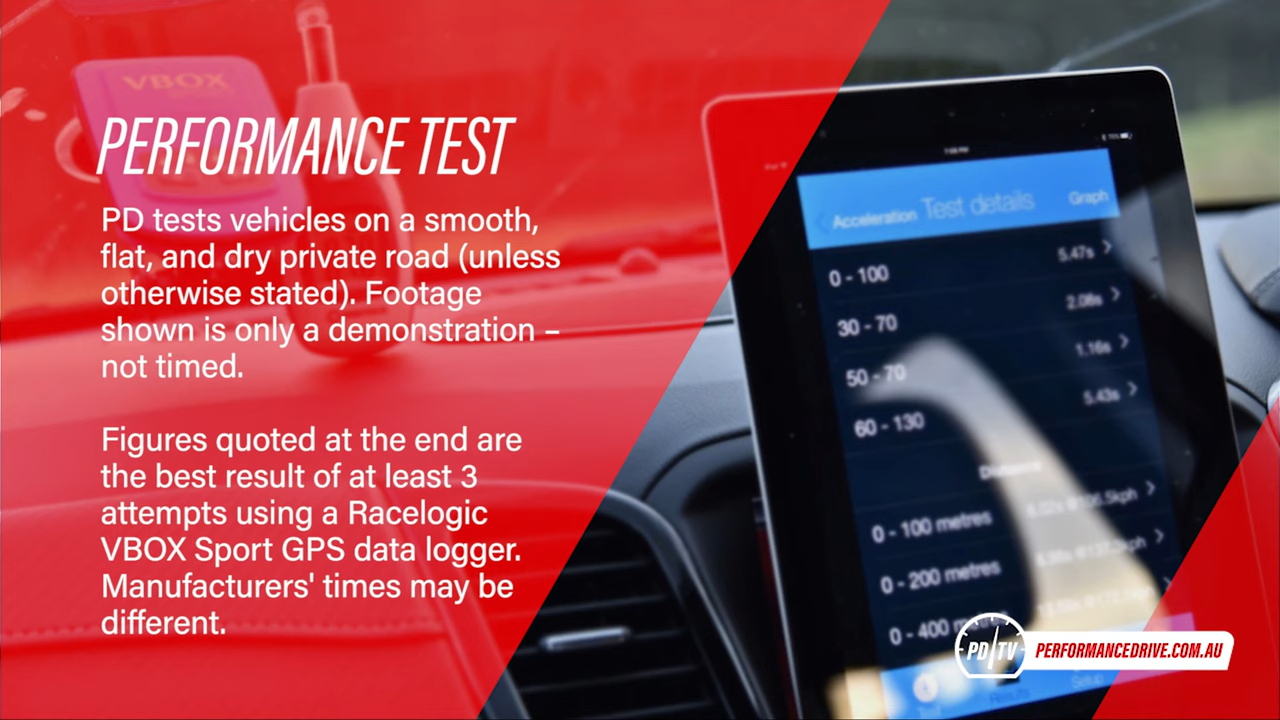 VBOX
PERFORMANCE TEST
PD tests vehicles on a smooth,
flat, and dry private road (unless
otherwise stated). Footage
shown is only a demonstration –
not timed.
Figures quoted at the end are
the best result of at least 3
attempts using a Racelogic
VBOX Sport GPS data logger.
Manufacturers' times may be
different.
Acceleration Test details Graph
0 - 100 5.47s
30 - 70 2.08s
50 - 70 1.16s
60 - 130 5.43s
Distance
0 - 100 metres
0 - 200 metres
0 - 400 metres
Results
Setup
PD TV PERFORMANCEDRIVE.COM.AU